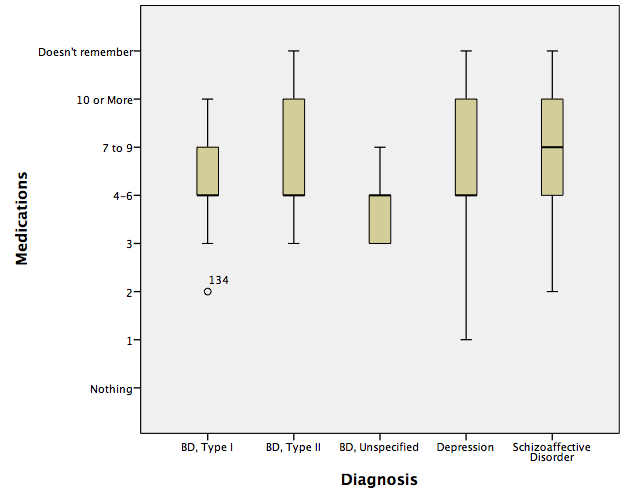 Doesn't remember
10 or More
7 to 9
4-6
3
2
1
Nothing
Medications
134
BD, Type I
BD, Type II
BD, Unspecified
Depression
Schizoaffective
Disorder
Diagnosis